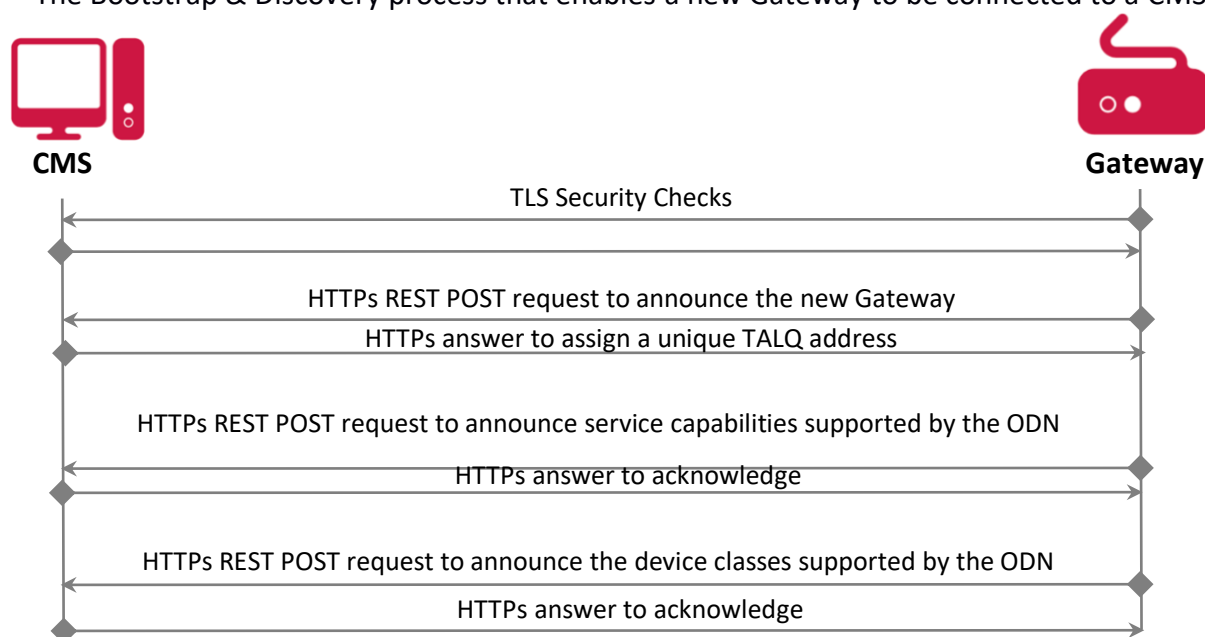 The Bootstrap & Discovery process that enables a new Gateway to be connected to a CMS
CMS
Gateway
TLS Security Checks
HTTPs REST POST request to announce the new Gateway
HTTPs answer to assign a unique TALQ address
HTTPs REST POST request to announce service capabilities supported by the ODN
HTTPs answer to acknowledge
HTTPs REST POST request to announce the device classes supported by the ODN
HTTPs answer to acknowledge